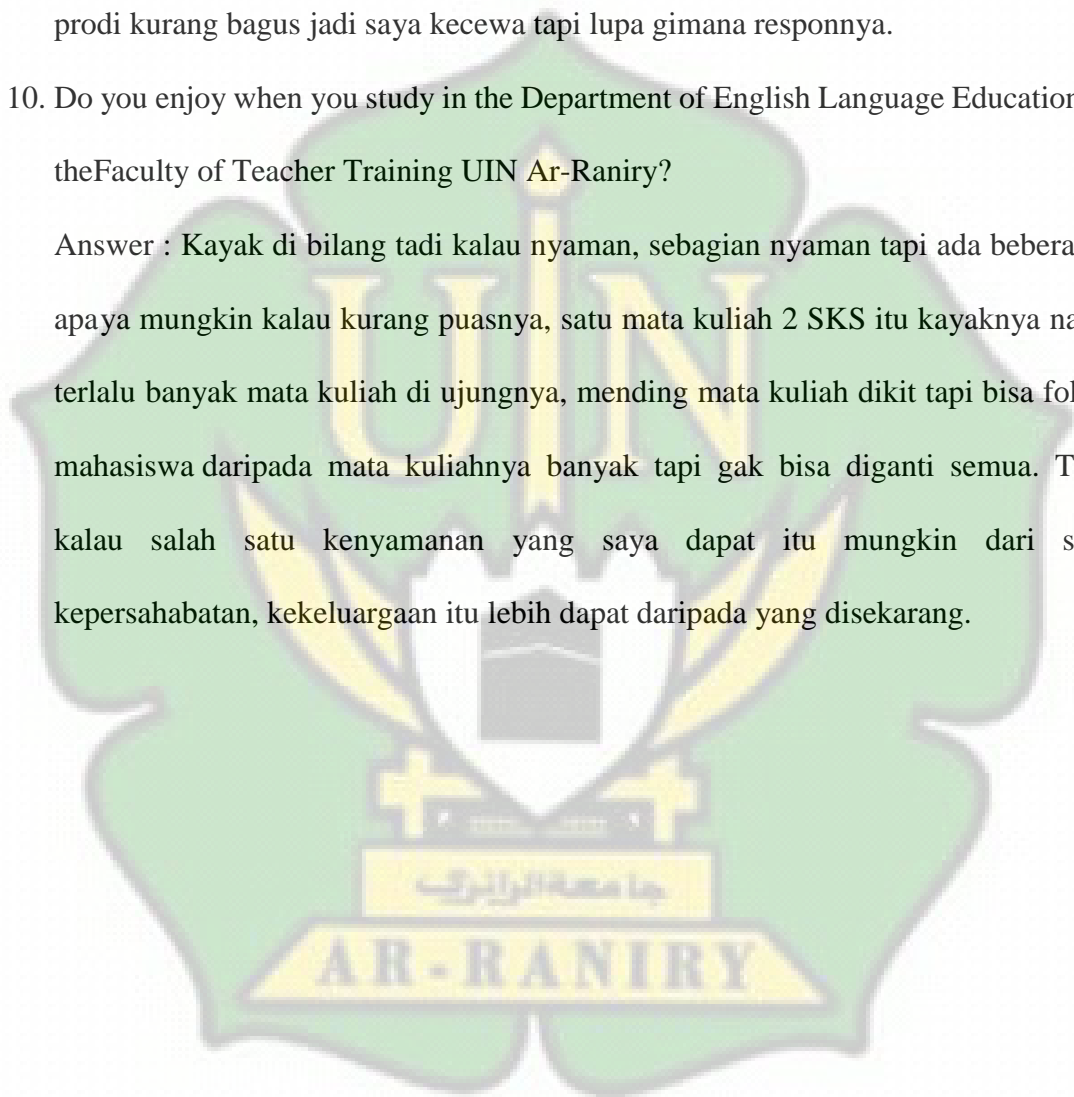 prodi kurang bagus jadi saya kecewa tapi lupa gimana responnya.
10. Do you enjoy when you study in the Department of English Language Education
theFaculty of Teacher Training UIN Ar-Raniry?
Answer : Kayak di bilang tadi kalau nyaman, sebagian nyaman tapi ada bebera
apaya mungkin kalau kurang puasnya, satu mata kuliah 2 SKS itu kayaknya na
terlalu banyak mata kuliah di ujungnya, mending mata kuliah dikit tapi bisa fol
mahasiswa daripada mata kuliahnya banyak tapi gak bisa diganti semua. T
kalau salah satu kenyamanan yang saya dapat itu mungkin dari s
kepersahabatan, kekeluargaan itu lebih dapat daripada yang disekarang.
UIN
جامعة الرانيري
AR-RANIRY